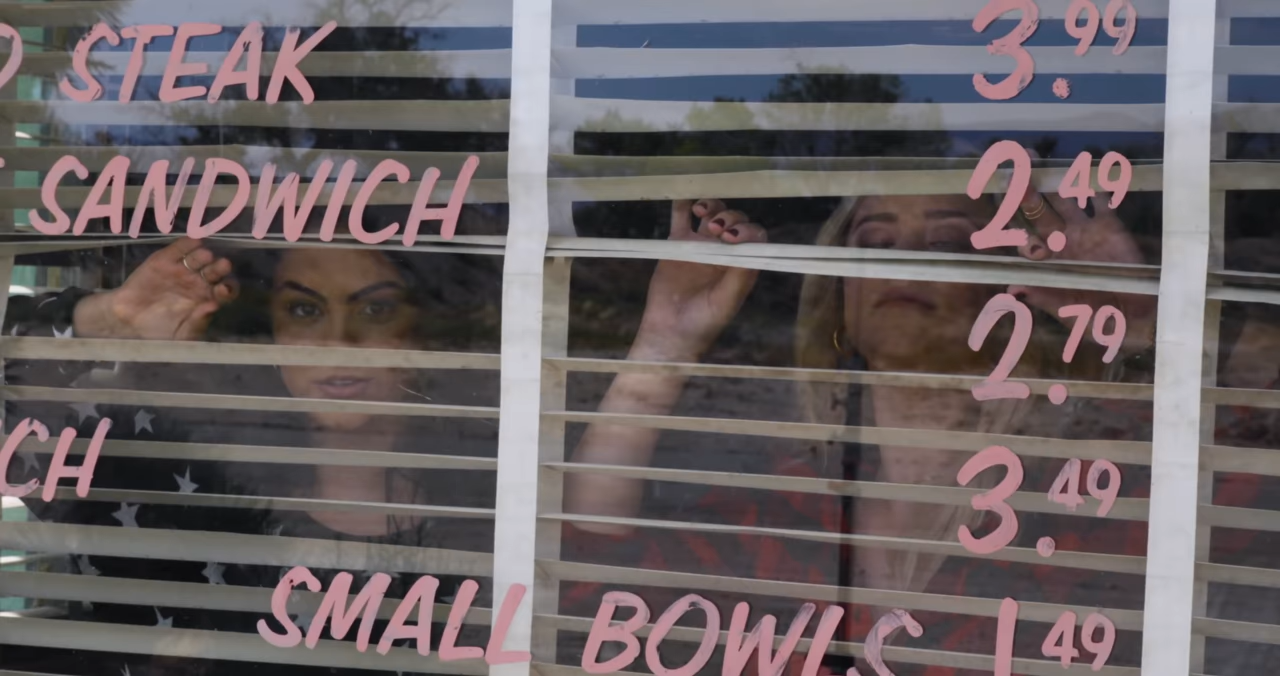 STEAK 3.99
SANDWICH 2.49
2.79
CH 3.49
SMALL BOWLS 1.49